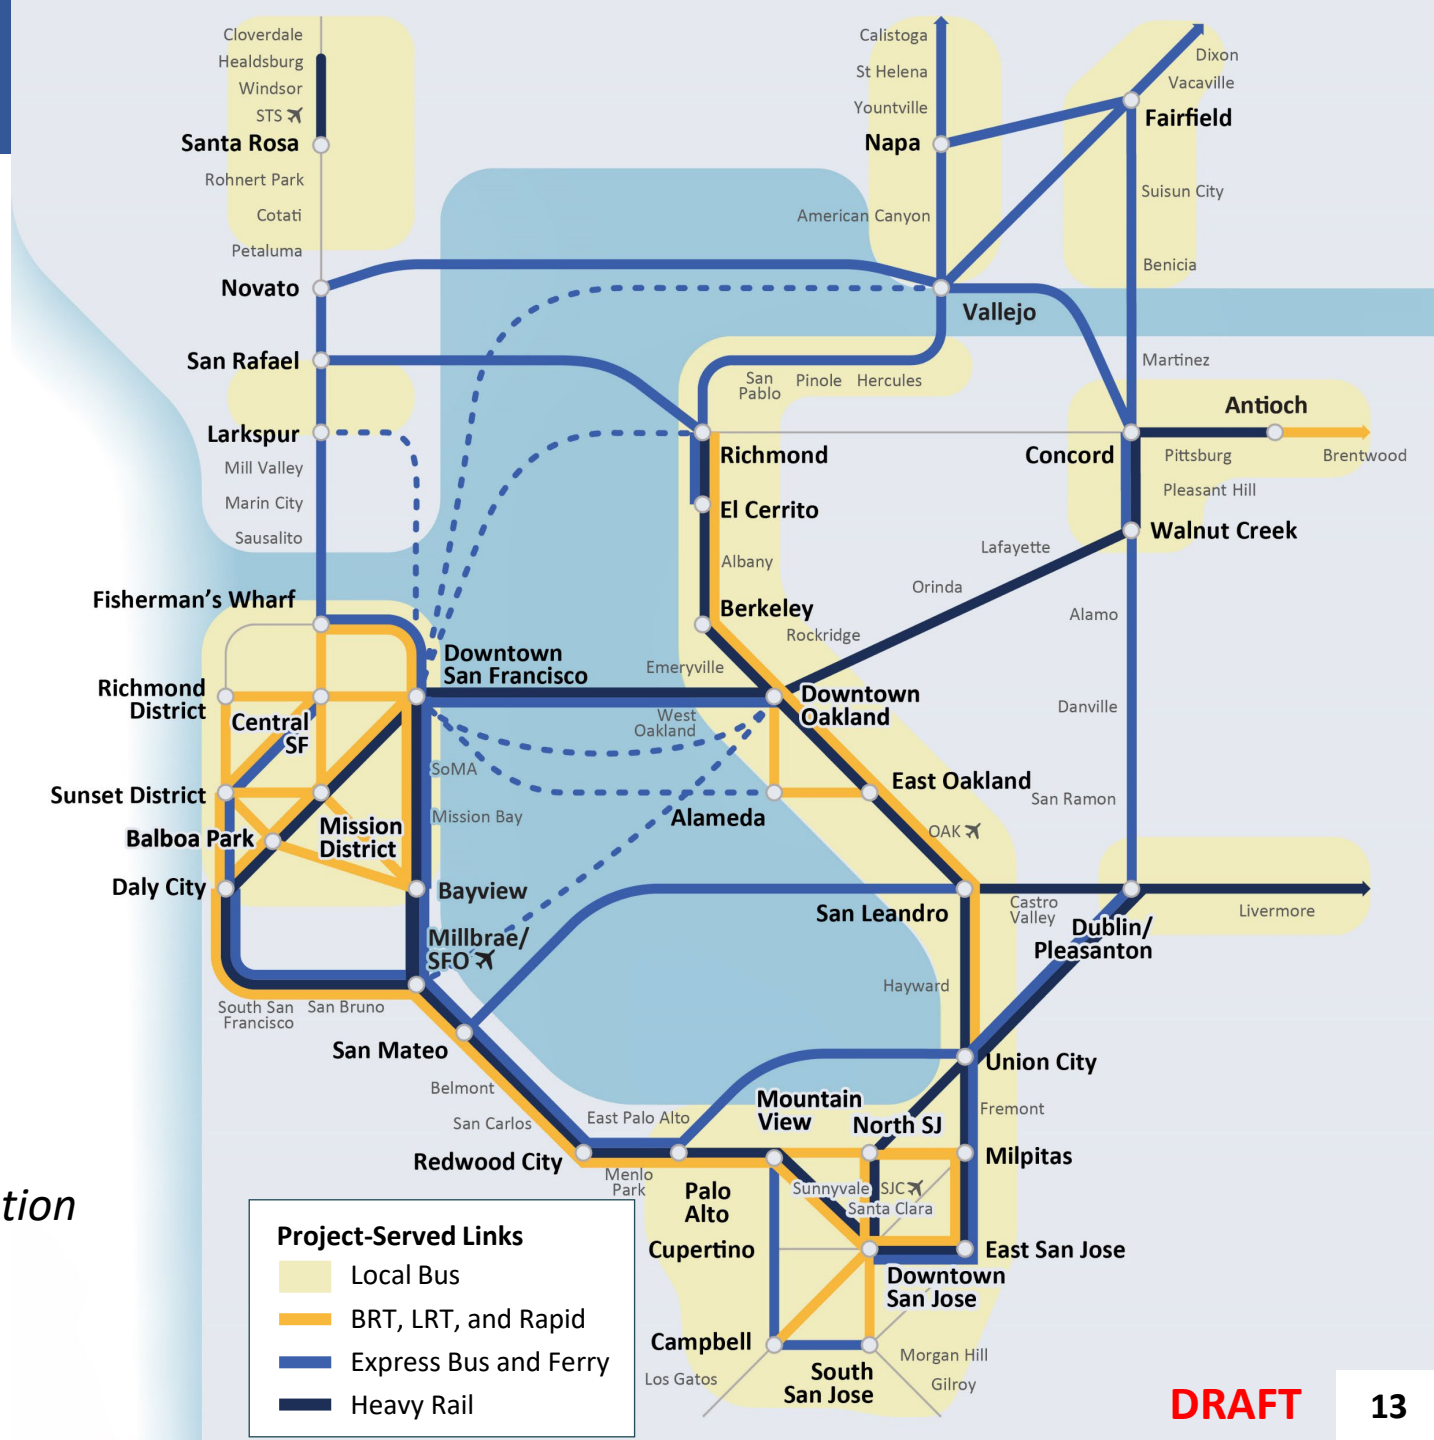 Cloverdale
Healdsburg
Windsor
STS
Santa Rosa
Rohnert Park
Cotati
Petaluma
Novato
San Rafael
Larkspur
Mill Valley
Marin City
Sausalito
Fisherman's Wharf
Calistoga
St Helena
Yountville
Napa
American Canyon
Vallejo
Dixon
Vacaville
Fairfield
Suisun City
Benicia
Martinez
San
Pablo
Pinole
Hercules
Richmond
El Cerrito
Albany
Berkeley
Emeryville
Rockridge
Orinda
Lafayette
Concord
Antioch
Pittsburg
Brentwood
Pleasant Hill
Walnut Creek
Alamo
Danville
San Ramon
Downtown
San Francisco
Richmond
District
Central
SF
Sunset District
Balboa Park
Mission
District
Daly City
SoMA
Mission Bay
Bayview
Millbrae/
SFO
West
Oakland
Downtown
Oakland
Alameda
East Oakland
OAK
San Leandro
Castro
Valley
Dublin/
Pleasanton
Livermore
Hayward
Union City
Fremont
South San
Francisco
San Bruno
San Mateo
Belmont
San Carlos
Redwood City
East Palo Alto
Menlo
Park
Palo
Alto
Mountain
View
North SJ
Milpitas
Sunnyvale
SJC
Santa Clara
Cupertino
East San Jose
Downtown
San Jose
Campbell
South
San Jose
Los Gatos
Morgan Hill
Gilroy
tion
Project-Served Links
Local Bus
BRT, LRT, and Rapid
Express Bus and Ferry
Heavy Rail
DRAFT
13